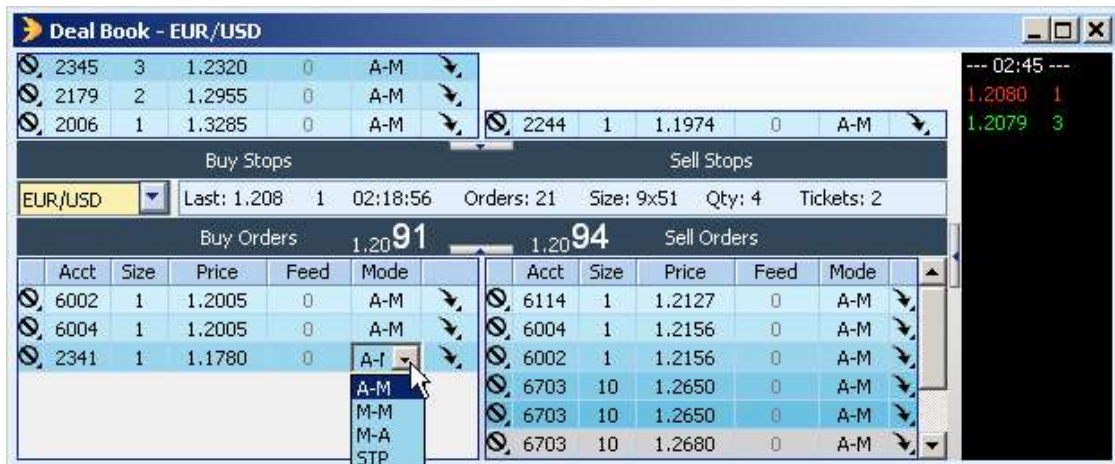 Deal Book - EUR/USD
2345 3 1.2320 0 A-M
2179 2 1.2955 0 A-M
2006 1 1.3285 0 A-M
2244 1 1.1974 0 A-M
--- 02:45 ---
1.2080 1
1.2079 3
Buy Stops Sell Stops
EUR/USD Last: 1.208 1 02:18:56 Orders: 21 Size: 9x51 Qty: 4 Tickets: 2
Buy Orders 1.2091 1.2094 Sell Orders
Acct Size Price Feed Mode
6002 1 1.2005 0 A-M
6004 1 1.2005 0 A-M
2341 1 1.1780 0
A-M
M-M
M-A
STP
Acct Size Price Feed Mode
6114 1 1.2127 0 A-M
6004 1 1.2156 0 A-M
6002 1 1.2156 0 A-M
6703 10 1.2650 0 A-M
6703 10 1.2650 0 A-M
6703 10 1.2680 0 A-M